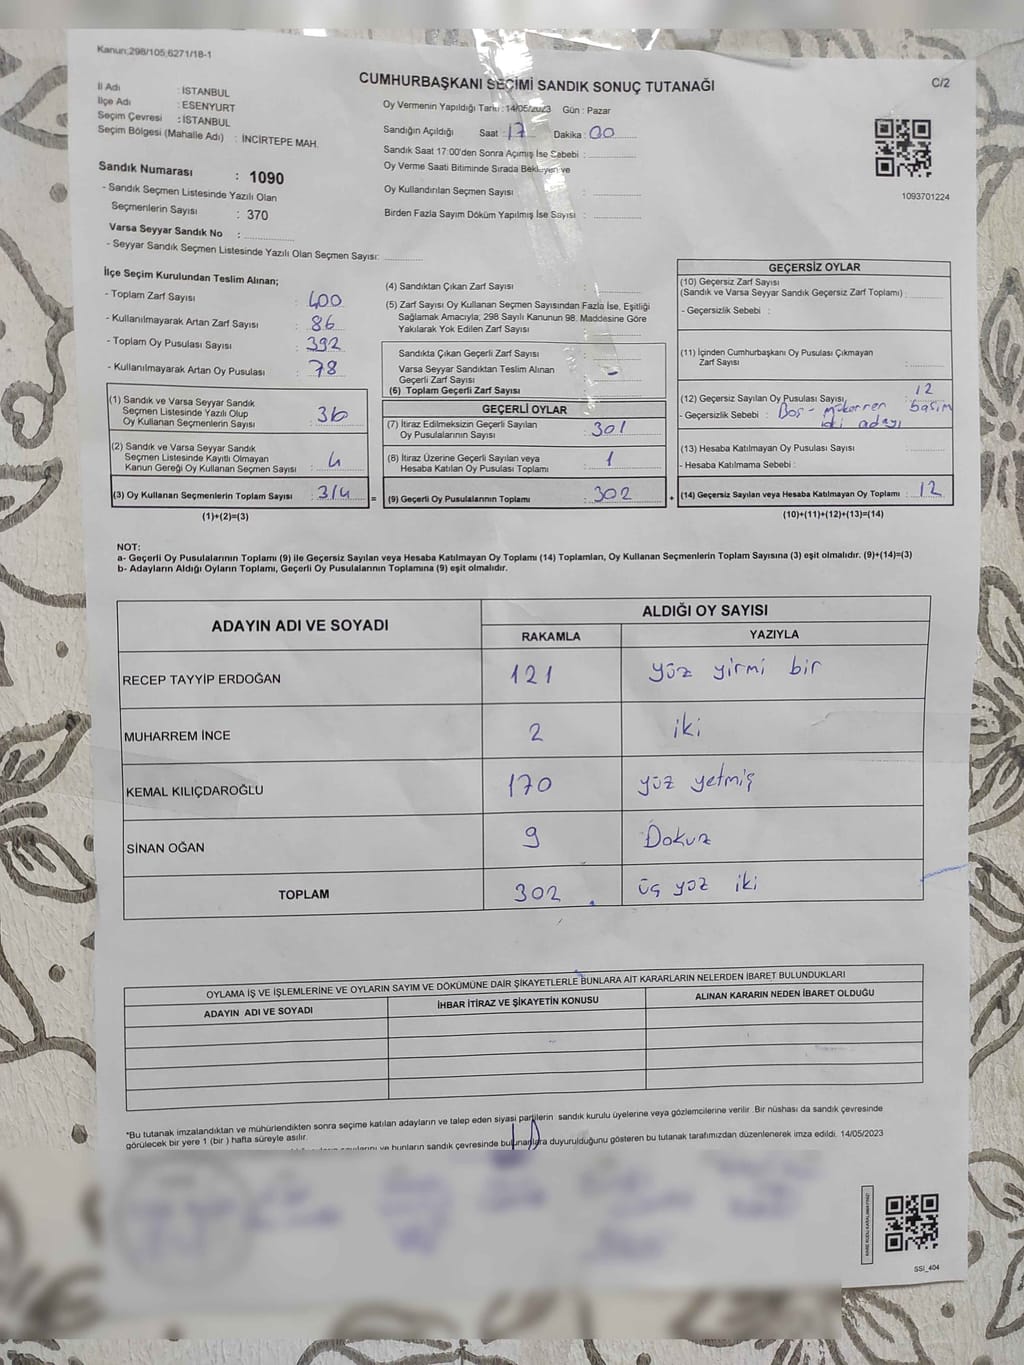 Kanun;298/105;6271/18-1
CUMHURBAŞKANI SEÇİMİ SANDIK SONUÇ TUTANAĞI
C/2
İl Adı : İSTANBUL
İlçe Adı : ESENYURT
Seçim Çevresi : İSTANBUL
Seçim Bölgesi (Mahalle Adı) : İNCİRTEPE MAH.
Oy Vermenin Yapıldığı Tarih : 14/05/2023 Gün : Pazar
Sandığın Açıldığı Saat : 17 Dakika : 00
Sandık Saat 17:00'den Sonra Açımış İse Sebebi :
Oy Verme Saati Bitiminde Sırada Bekleyen ve
Oy Kullandırılan Seçmen Sayısı :
Birden Fazla Sayım Döküm Yapılmış İse Sayısı :
1093701224
Sandık Numarası : 1090
- Sandık Seçmen Listesinde Yazılı Olan
Seçmenlerin Sayısı : 370
Varsa Seyyar Sandık No :
- Seyyar Sandık Seçmen Listesinde Yazılı Olan Seçmen Sayısı:
İlçe Seçim Kurulundan Teslim Alınan;
- Toplam Zarf Sayısı : 400
- Kullanılmayarak Artan Zarf Sayısı : 86
- Toplam Oy Pusulası Sayısı : 392
- Kullanılmayarak Artan Oy Pusulası : 78
(1) Sandık ve Varsa Seyyar Sandık
Seçmen Listesinde Yazılı Olup
Oy Kullanan Seçmenlerin Sayısı :
(2) Sandık ve Varsa Seyyar Sandık
Seçmen Listesinde Kayıtlı Olmayan
Kanun Gereği Oy Kullanan Seçmen Sayısı : 4
(3) Oy Kullanan Seçmenlerin Toplam Sayısı : 314
(1)+(2)=(3)
(4) Sandıktan Çıkan Zarf Sayısı :
(5) Zarf Sayısı Oy Kullanan Seçmen Sayısından Fazla İse, Eşitliği
Sağlamak Amacıyla; 298 Sayılı Kanunun 98. Maddesine Göre
Yakılarak Yok Edilen Zarf Sayısı :
Sandıkta Çıkan Geçerli Zarf Sayısı :
Varsa Seyyar Sandıktan Teslim Alınan
Geçerli Zarf Sayısı : -
(6) Toplam Geçerli Zarf Sayısı :
GEÇERLİ OYLAR
(7) İtiraz Edilmeksizin Geçerli Sayılan
Oy Pusulalarının Sayısı : 301
(8) İtiraz Üzerine Geçerli Sayılan veya
Hesaba Katılan Oy Pusulası Toplamı : 1
= (9) Geçerli Oy Pusulalarının Toplamı : 302
GEÇERSİZ OYLAR
(10) Geçersiz Zarf Sayısı
(Sandık ve Varsa Seyyar Sandık Geçersiz Zarf Toplamı) :
- Geçersizlik Sebebi :
(11) İçinden Cumhurbaşkanı Oy Pusulası Çıkmayan
Zarf Sayısı :
(12) Geçersiz Sayılan Oy Pusulası Sayısı 12
- Geçersizlik Sebebi : Boş - mükerrer basım
iki adayı
(13) Hesaba Katılmayan Oy Pusulası Sayısı :
- Hesaba Katılmama Sebebi :
+ (14) Geçersiz Sayılan veya Hesaba Katılmayan Oy Toplamı : 12
(10)+(11)+(12)+(13)=(14)
NOT:
a- Geçerli Oy Pusulalarının Toplamı (9) ile Geçersiz Sayılan veya Hesaba Katılmayan Oy Toplamı (14) Toplamları, Oy Kullanan Seçmenlerin Toplam Sayısına (3) eşit olmalıdır. (9)+(14)=(3)
b- Adayların Aldığı Oyların Toplamı, Geçerli Oy Pusulalarının Toplamına (9) eşit olmalıdır.
ADAYIN ADI VE SOYADI
ALDIĞI OY SAYISI
RAKAMLA YAZIYLA
RECEP TAYYİP ERDOĞAN 121 yüz yirmi bir
MUHARREM İNCE 2 iki
KEMAL KILIÇDAROĞLU 170 yüz yetmiş
SİNAN OĞAN 9 Dokuz
TOPLAM 302 üç yüz iki
OYLAMA İŞ VE İŞLEMLERİNE VE OYLARIN SAYIM VE DÖKÜMÜNE DAİR ŞİKAYETLERLE BUNLARA AİT KARARLARIN NELERDEN İBARET BULUNDUKLARI
ADAYIN ADI VE SOYADI İHBAR İTİRAZ VE ŞİKAYETİN KONUSU ALINAN KARARIN NEDEN İBARET OLDUĞU
*Bu tutanak imzalandıktan ve mühürlendikten sonra seçime katılan adayların ve talep eden siyasi partilerin sandık kurulu üyelerine veya gözlemcilerine verilir. Bir nüshası da sandık çevresinde
görülecek bir yere 1 (bir ) hafta süreyle asılır.
ve bunların sandık çevresinde bulunanlara duyurulduğunu gösteren bu tutanak tarafımızdan düzenlenerek imza edildi. 14/05/2023
SSI_404